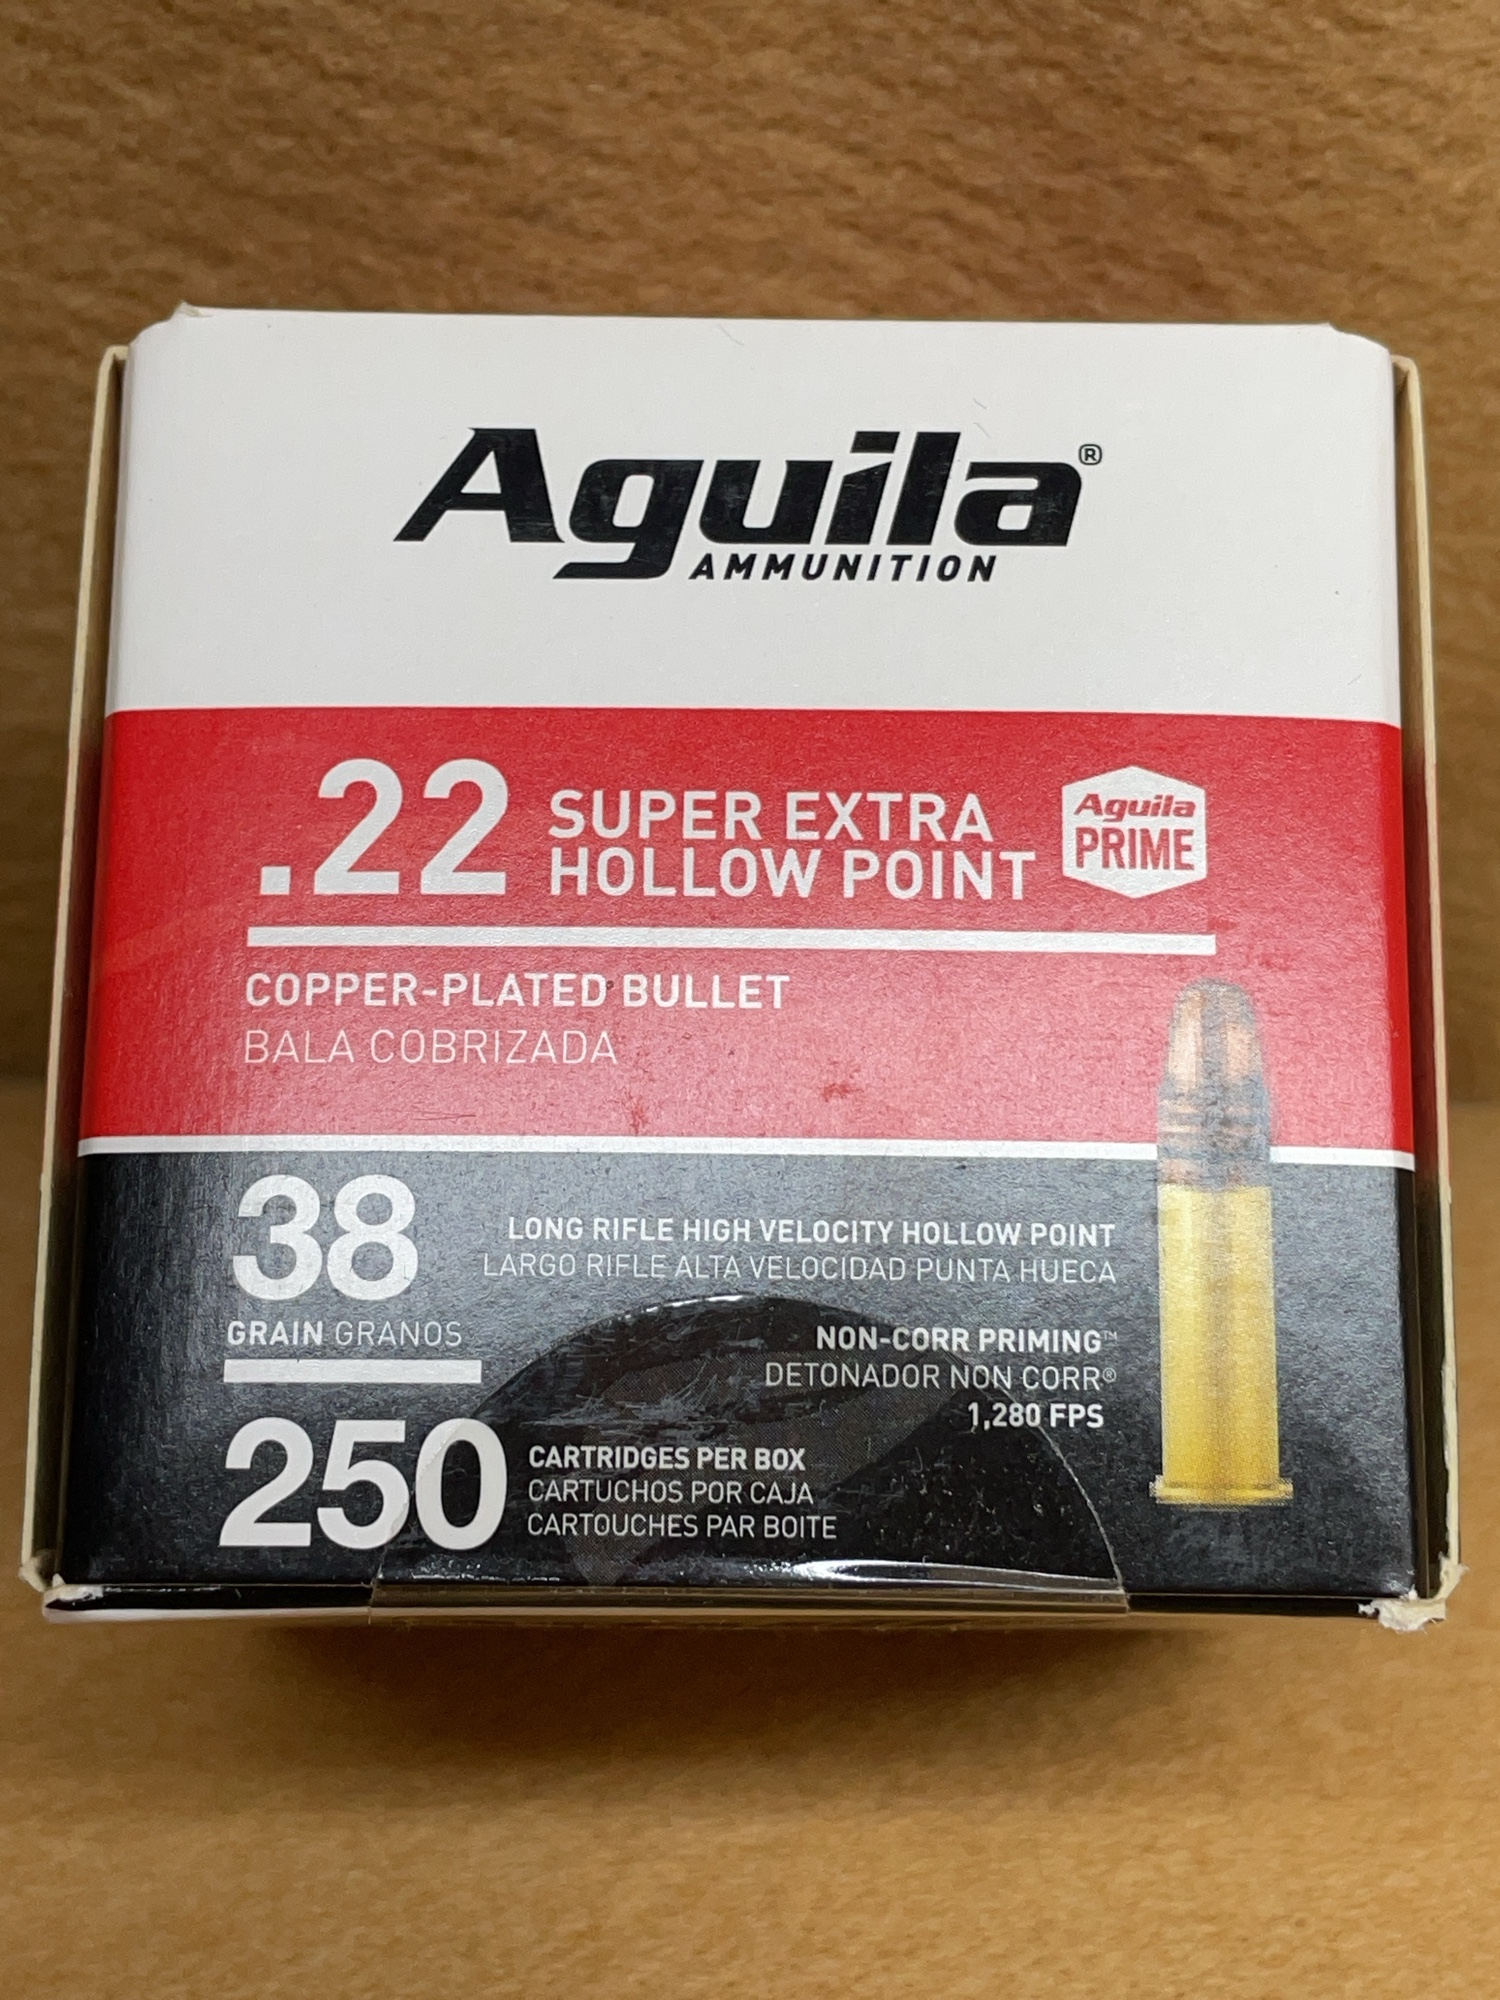 Aguila®
AMMUNITION
.22 SUPER EXTRA
HOLLOW POINT
Aguila
PRIME
COPPER-PLATED BULLET
BALA COBRIZADA
38
GRAIN GRANOS
LONG RIFLE HIGH VELOCITY HOLLOW POINT
LARGO RIFLE ALTA VELOCIDAD PUNTA HUECA
NON-CORR PRIMING™
DETONADOR NON CORR®
1,280 FPS
250
CARTRIDGES PER BOX
CARTUCHOS POR CAJA
CARTOUCHES PAR BOITE